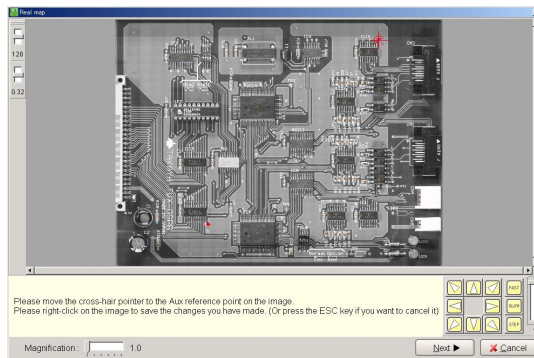 Real map
128
0.32
Please move the cross-hair pointer to the Aux reference point on the image.
Please right-click on the image to save the changes you have made. (Or press the ESC key if you want to cancel it)
FAST
SLOW
STEP
Magnification : 1.0
Next
Cancel